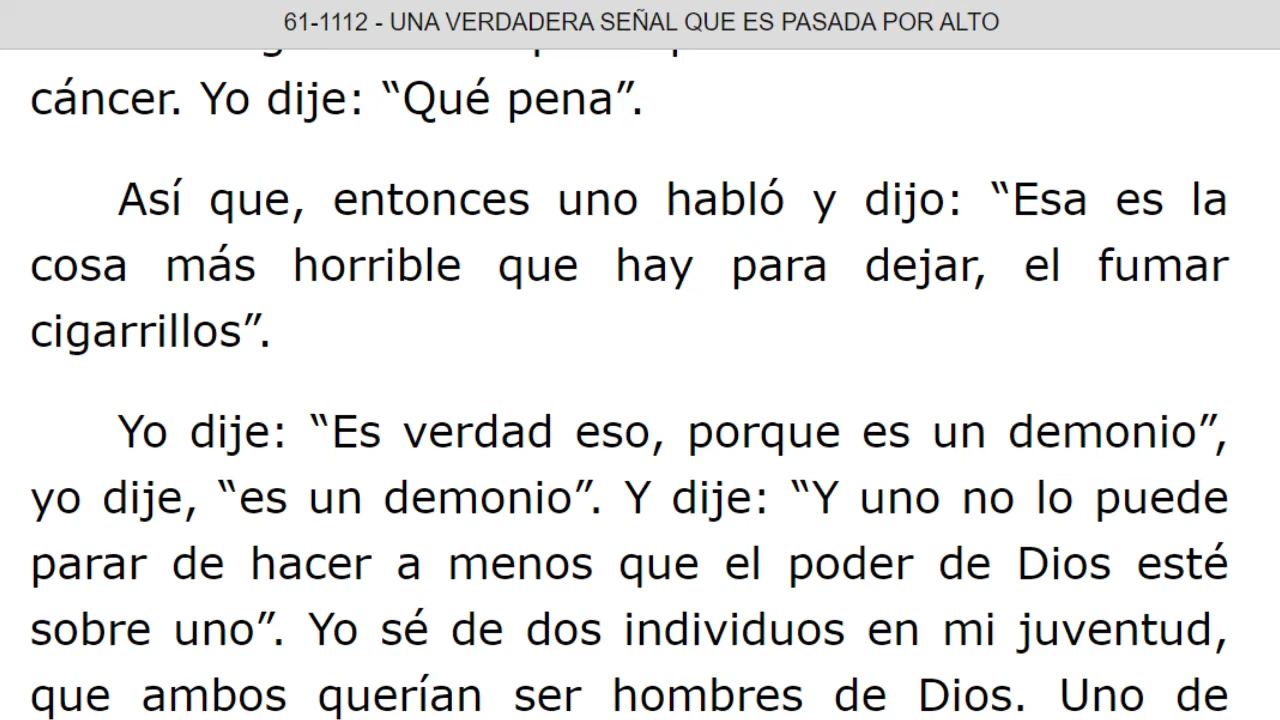 61-1112 - UNA VERDADERA SEÑAL QUE ES PASADA POR ALTO
cáncer. Yo dije: “Qué pena”.
Así que, entonces uno habló y dijo: “Esa es la
cosa más horrible que hay para dejar, el fumar
cigarrillos”.
Yo dije: “Es verdad eso, porque es un demonio”,
yo dije, “es un demonio”. Y dije: “Y uno no lo puede
parar de hacer a menos que el poder de Dios esté
sobre uno”. Yo sé de dos individuos en mi juventud,
que ambos querían ser hombres de Dios. Uno de